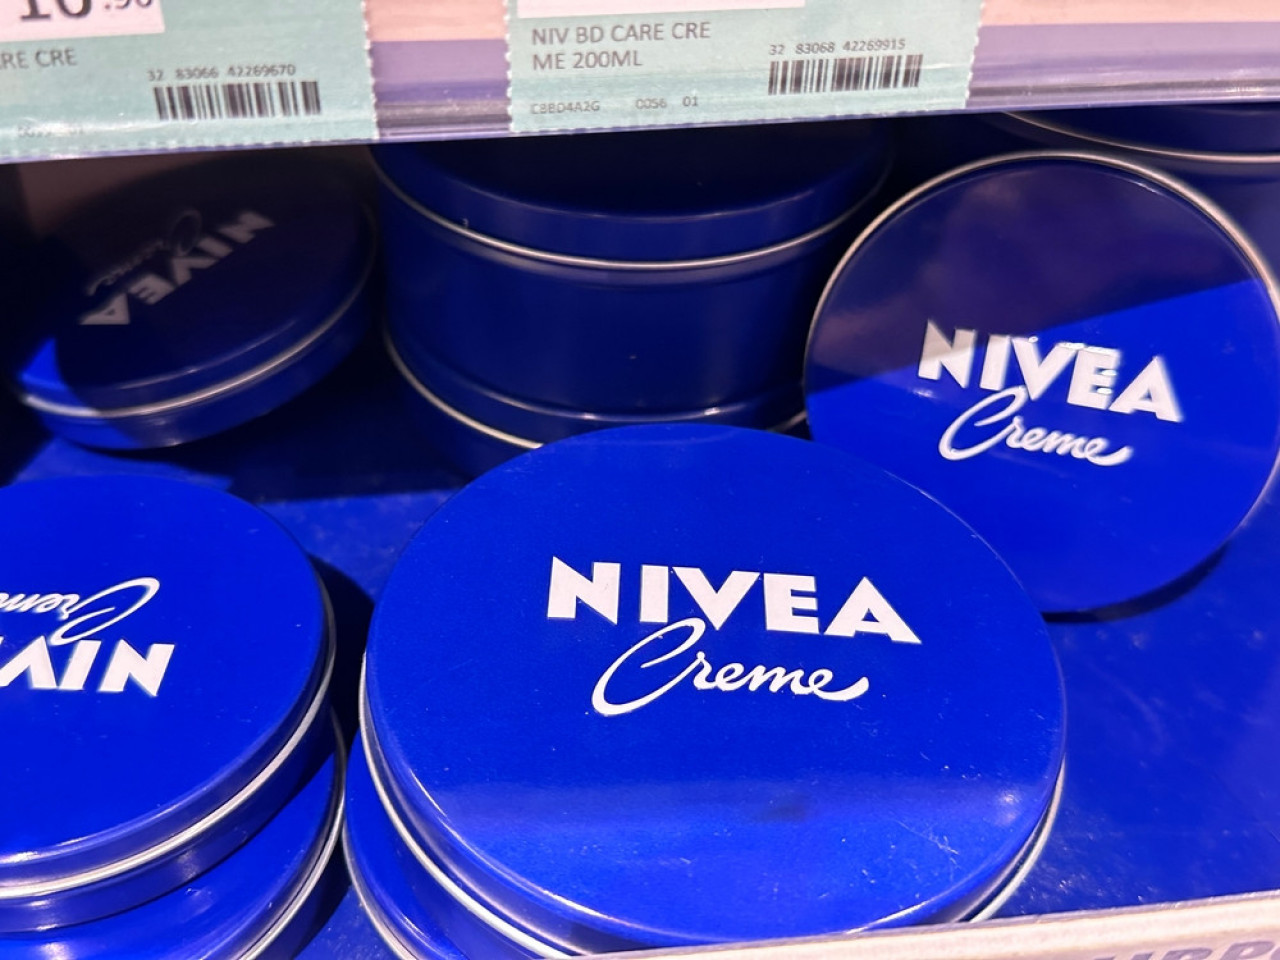 .90
RE CRE
32 83066 42269670
NIV BD CARE CRE
ME 200ML
32 83068 42269915
0056 01
NIVEA
Creme
NIVEA
Creme
NIVEA
Creme